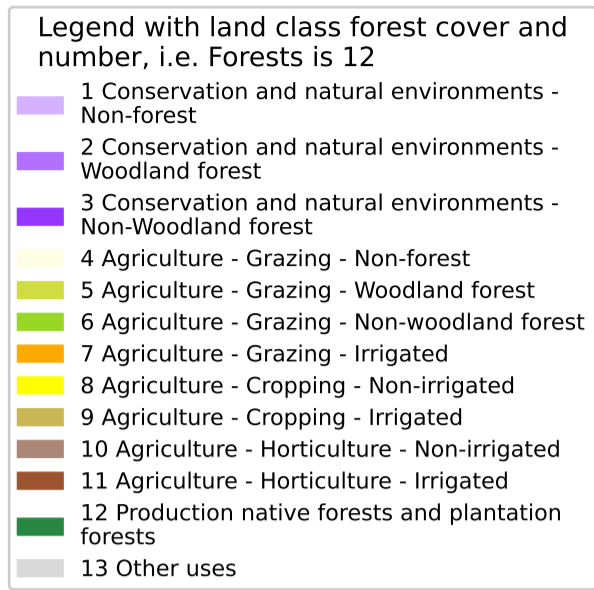 Legend with land class forest cover and
number, i.e. Forests is 12
1 Conservation and natural environments -
Non-forest
2 Conservation and natural environments -
Woodland forest
3 Conservation and natural environments -
Non-Woodland forest
4 Agriculture - Grazing - Non-forest
5 Agriculture - Grazing - Woodland forest
6 Agriculture - Grazing - Non-woodland forest
7 Agriculture - Grazing - Irrigated
8 Agriculture - Cropping - Non-irrigated
9 Agriculture - Cropping - Irrigated
10 Agriculture - Horticulture - Non-irrigated
11 Agriculture - Horticulture - Irrigated
12 Production native forests and plantation
forests
13 Other uses